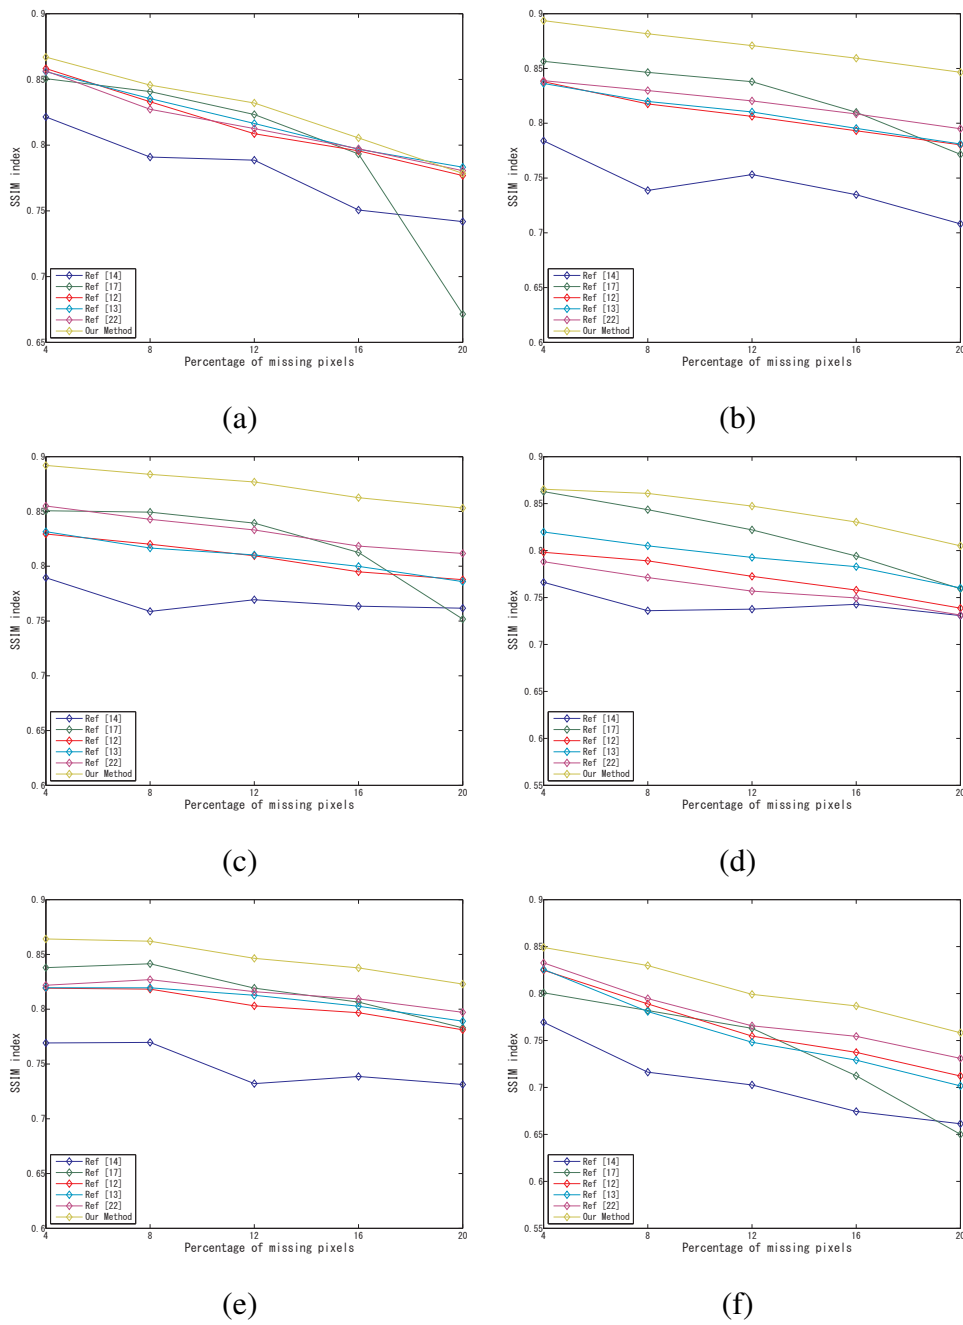 0.9
0.85
0.8
0.75
0.7
0.65
SSIM index
4 8 12 16 20
Percentage of missing pixels
Ref [14]
Ref [17]
Ref [12]
Ref [13]
Ref [22]
Our Method
(a)
0.9
0.85
0.8
0.75
0.7
0.65
0.6
SSIM index
4 8 12 16 20
Percentage of missing pixels
Ref [14]
Ref [17]
Ref [12]
Ref [13]
Ref [22]
Our Method
(b)
0.9
0.85
0.8
0.75
0.7
0.65
0.6
SSIM index
4 8 12 16 20
Percentage of missing pixels
Ref [14]
Ref [17]
Ref [12]
Ref [13]
Ref [22]
Our Method
(c)
0.9
0.85
0.8
0.75
0.7
0.65
0.6
0.55
SSIM index
4 8 12 16 20
Percentage of missing pixels
Ref [14]
Ref [17]
Ref [12]
Ref [13]
Ref [22]
Our Method
(d)
0.9
0.85
0.8
0.75
0.7
0.65
0.6
SSIM index
4 8 12 16 20
Percentage of missing pixels
Ref [14]
Ref [17]
Ref [12]
Ref [13]
Ref [22]
Our Method
(e)
0.9
0.85
0.8
0.75
0.7
0.65
0.6
0.55
SSIM index
4 8 12 16 20
Percentage of missing pixels
Ref [14]
Ref [17]
Ref [12]
Ref [13]
Ref [22]
Our Method
(f)